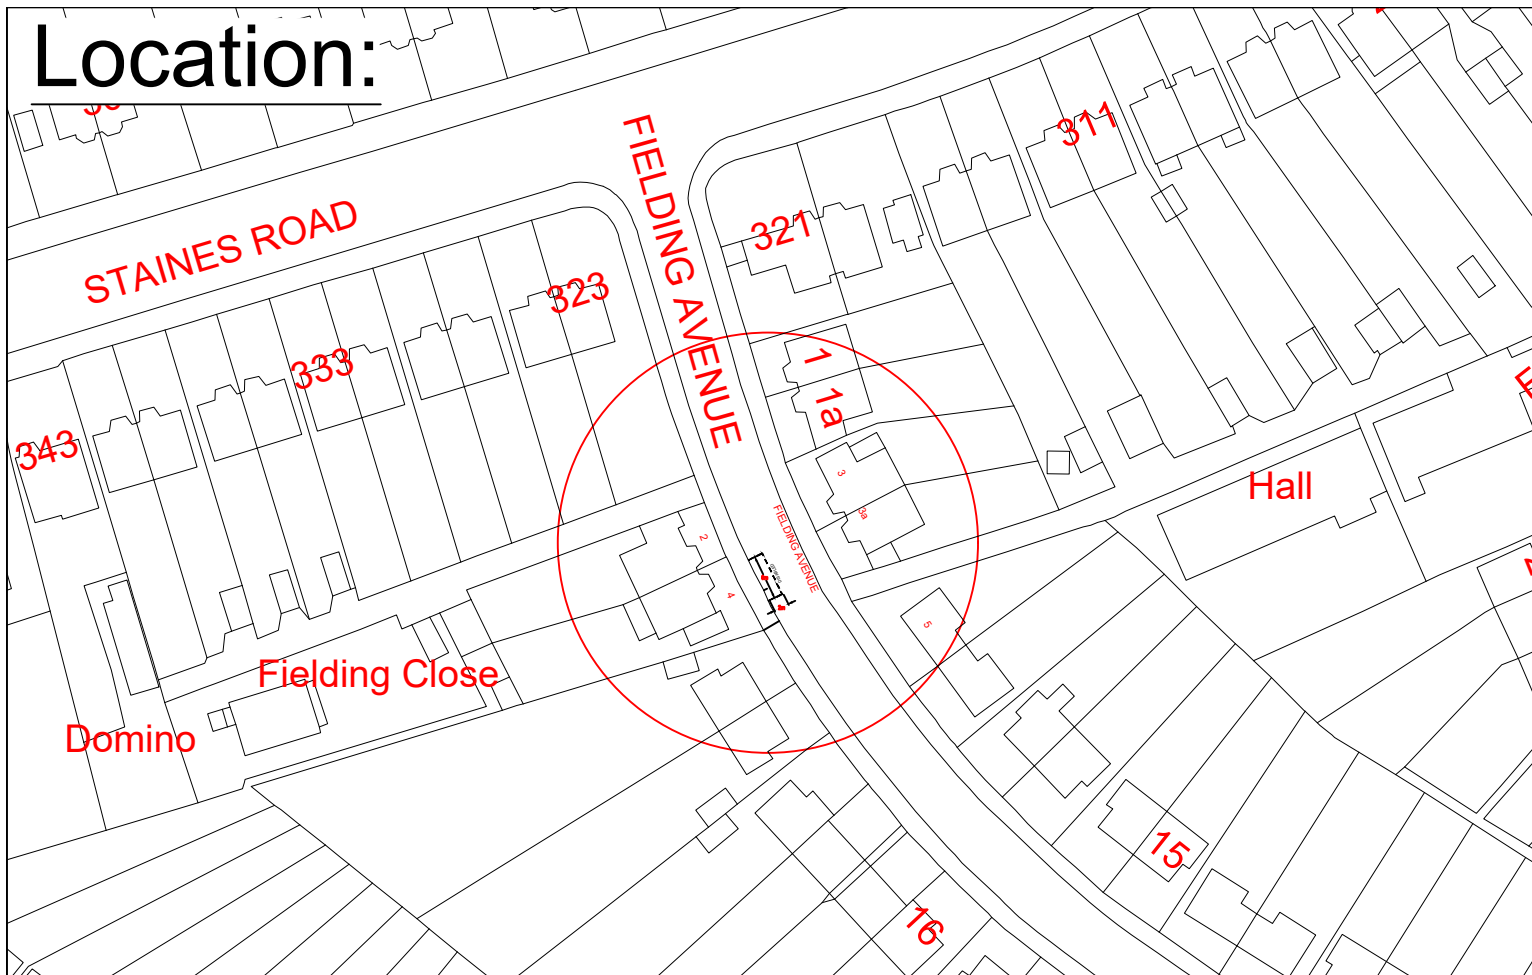 Location:
311
FIELDING AVENUE
321
STAINES ROAD
323
333
343
1
1a
3
3a
Hall
FIELDING AVENUE
2
4
5
Fielding Close
Domino
15
16